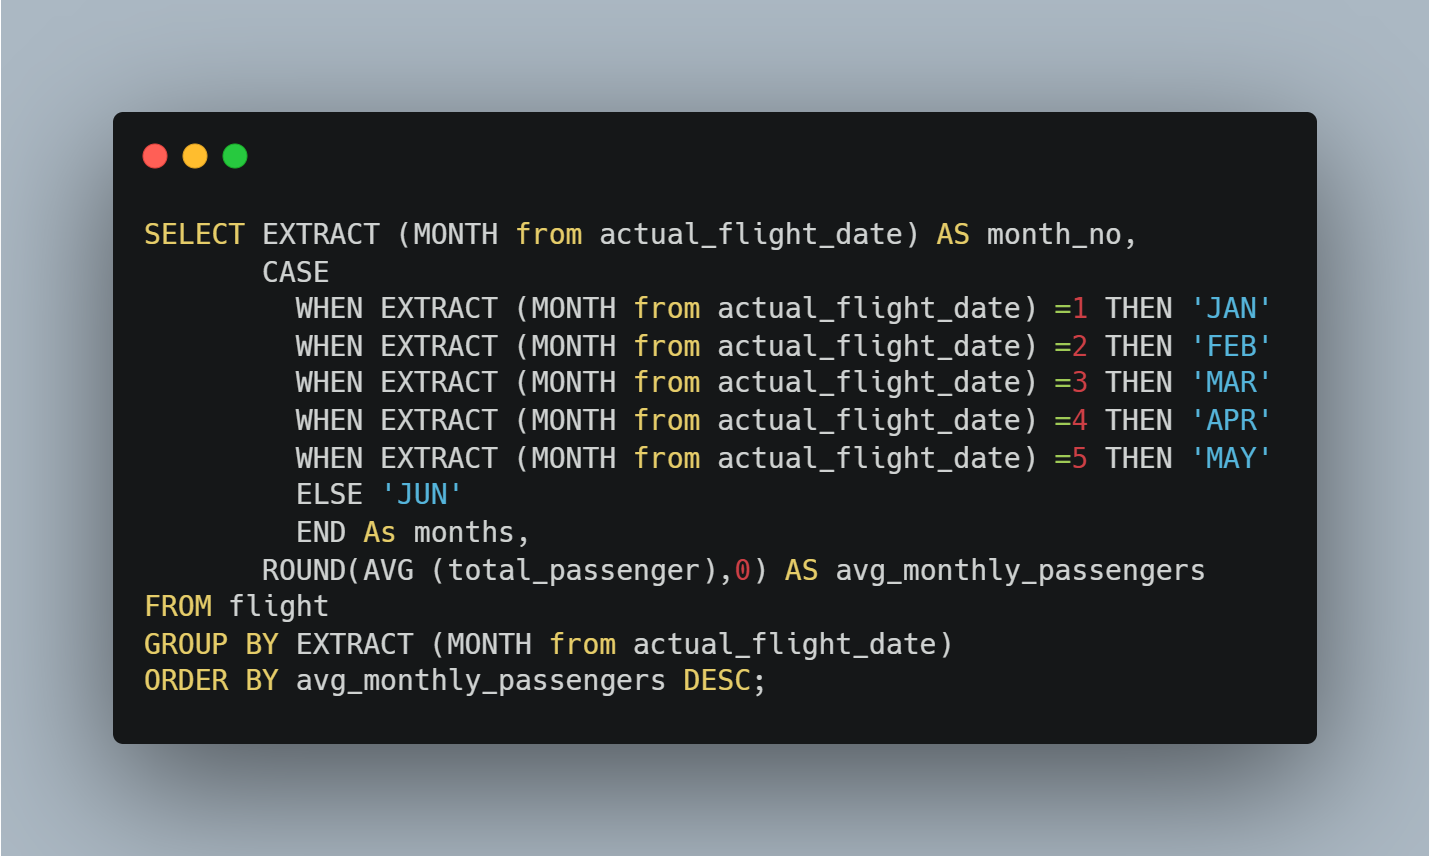 SELECT EXTRACT (MONTH from actual_flight_date) AS month_no,
       CASE
         WHEN EXTRACT (MONTH from actual_flight_date) =1 THEN 'JAN'
         WHEN EXTRACT (MONTH from actual_flight_date) =2 THEN 'FEB'
         WHEN EXTRACT (MONTH from actual_flight_date) =3 THEN 'MAR'
         WHEN EXTRACT (MONTH from actual_flight_date) =4 THEN 'APR'
         WHEN EXTRACT (MONTH from actual_flight_date) =5 THEN 'MAY'
         ELSE 'JUN'
         END As months,
       ROUND(AVG (total_passenger),0) AS avg_monthly_passengers
FROM flight
GROUP BY EXTRACT (MONTH from actual_flight_date)
ORDER BY avg_monthly_passengers DESC;